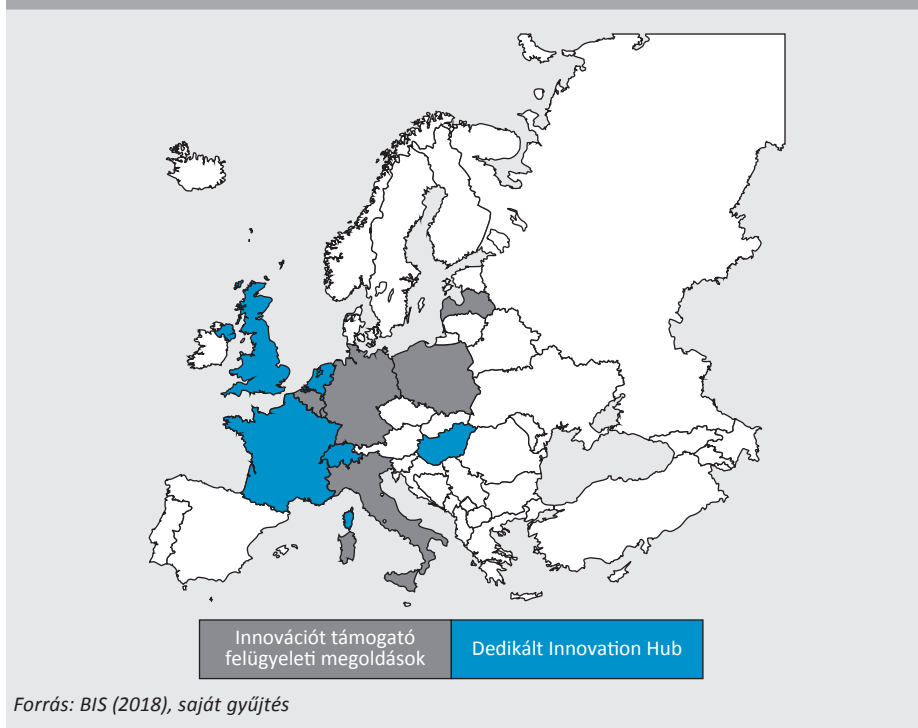 Innovációt támogató
felügyeleti megoldások
Dedikált Innovation Hub
Forrás: BIS (2018), saját gyűjtés